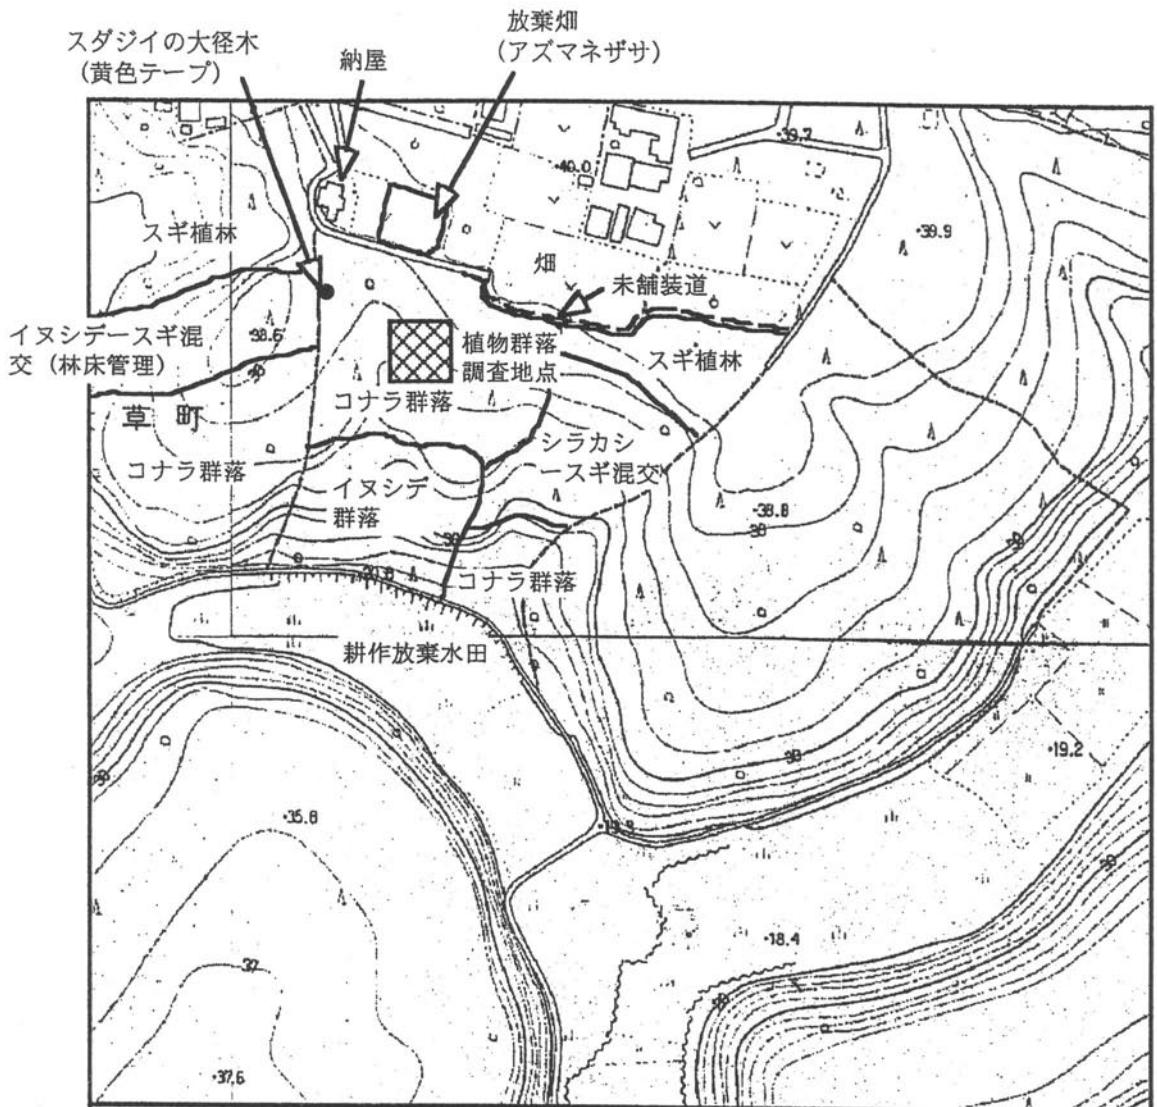 放棄畑
(アズマネザサ)
スダジイの大径木
(黄色テープ)
納屋
・39.7
・40.0
・39.9
スギ植林
畑
未舗装道
イヌシデースギ混
交(林床管理)
植物群落
調査地点
スギ植林
コナラ群落
草町
シラカシ
ースギ混交
コナラ群落
イヌシデ
群落
・38.8
38
コナラ群落
耕作放棄水田
・19.2
・35.8
・18.4
37
・37.6